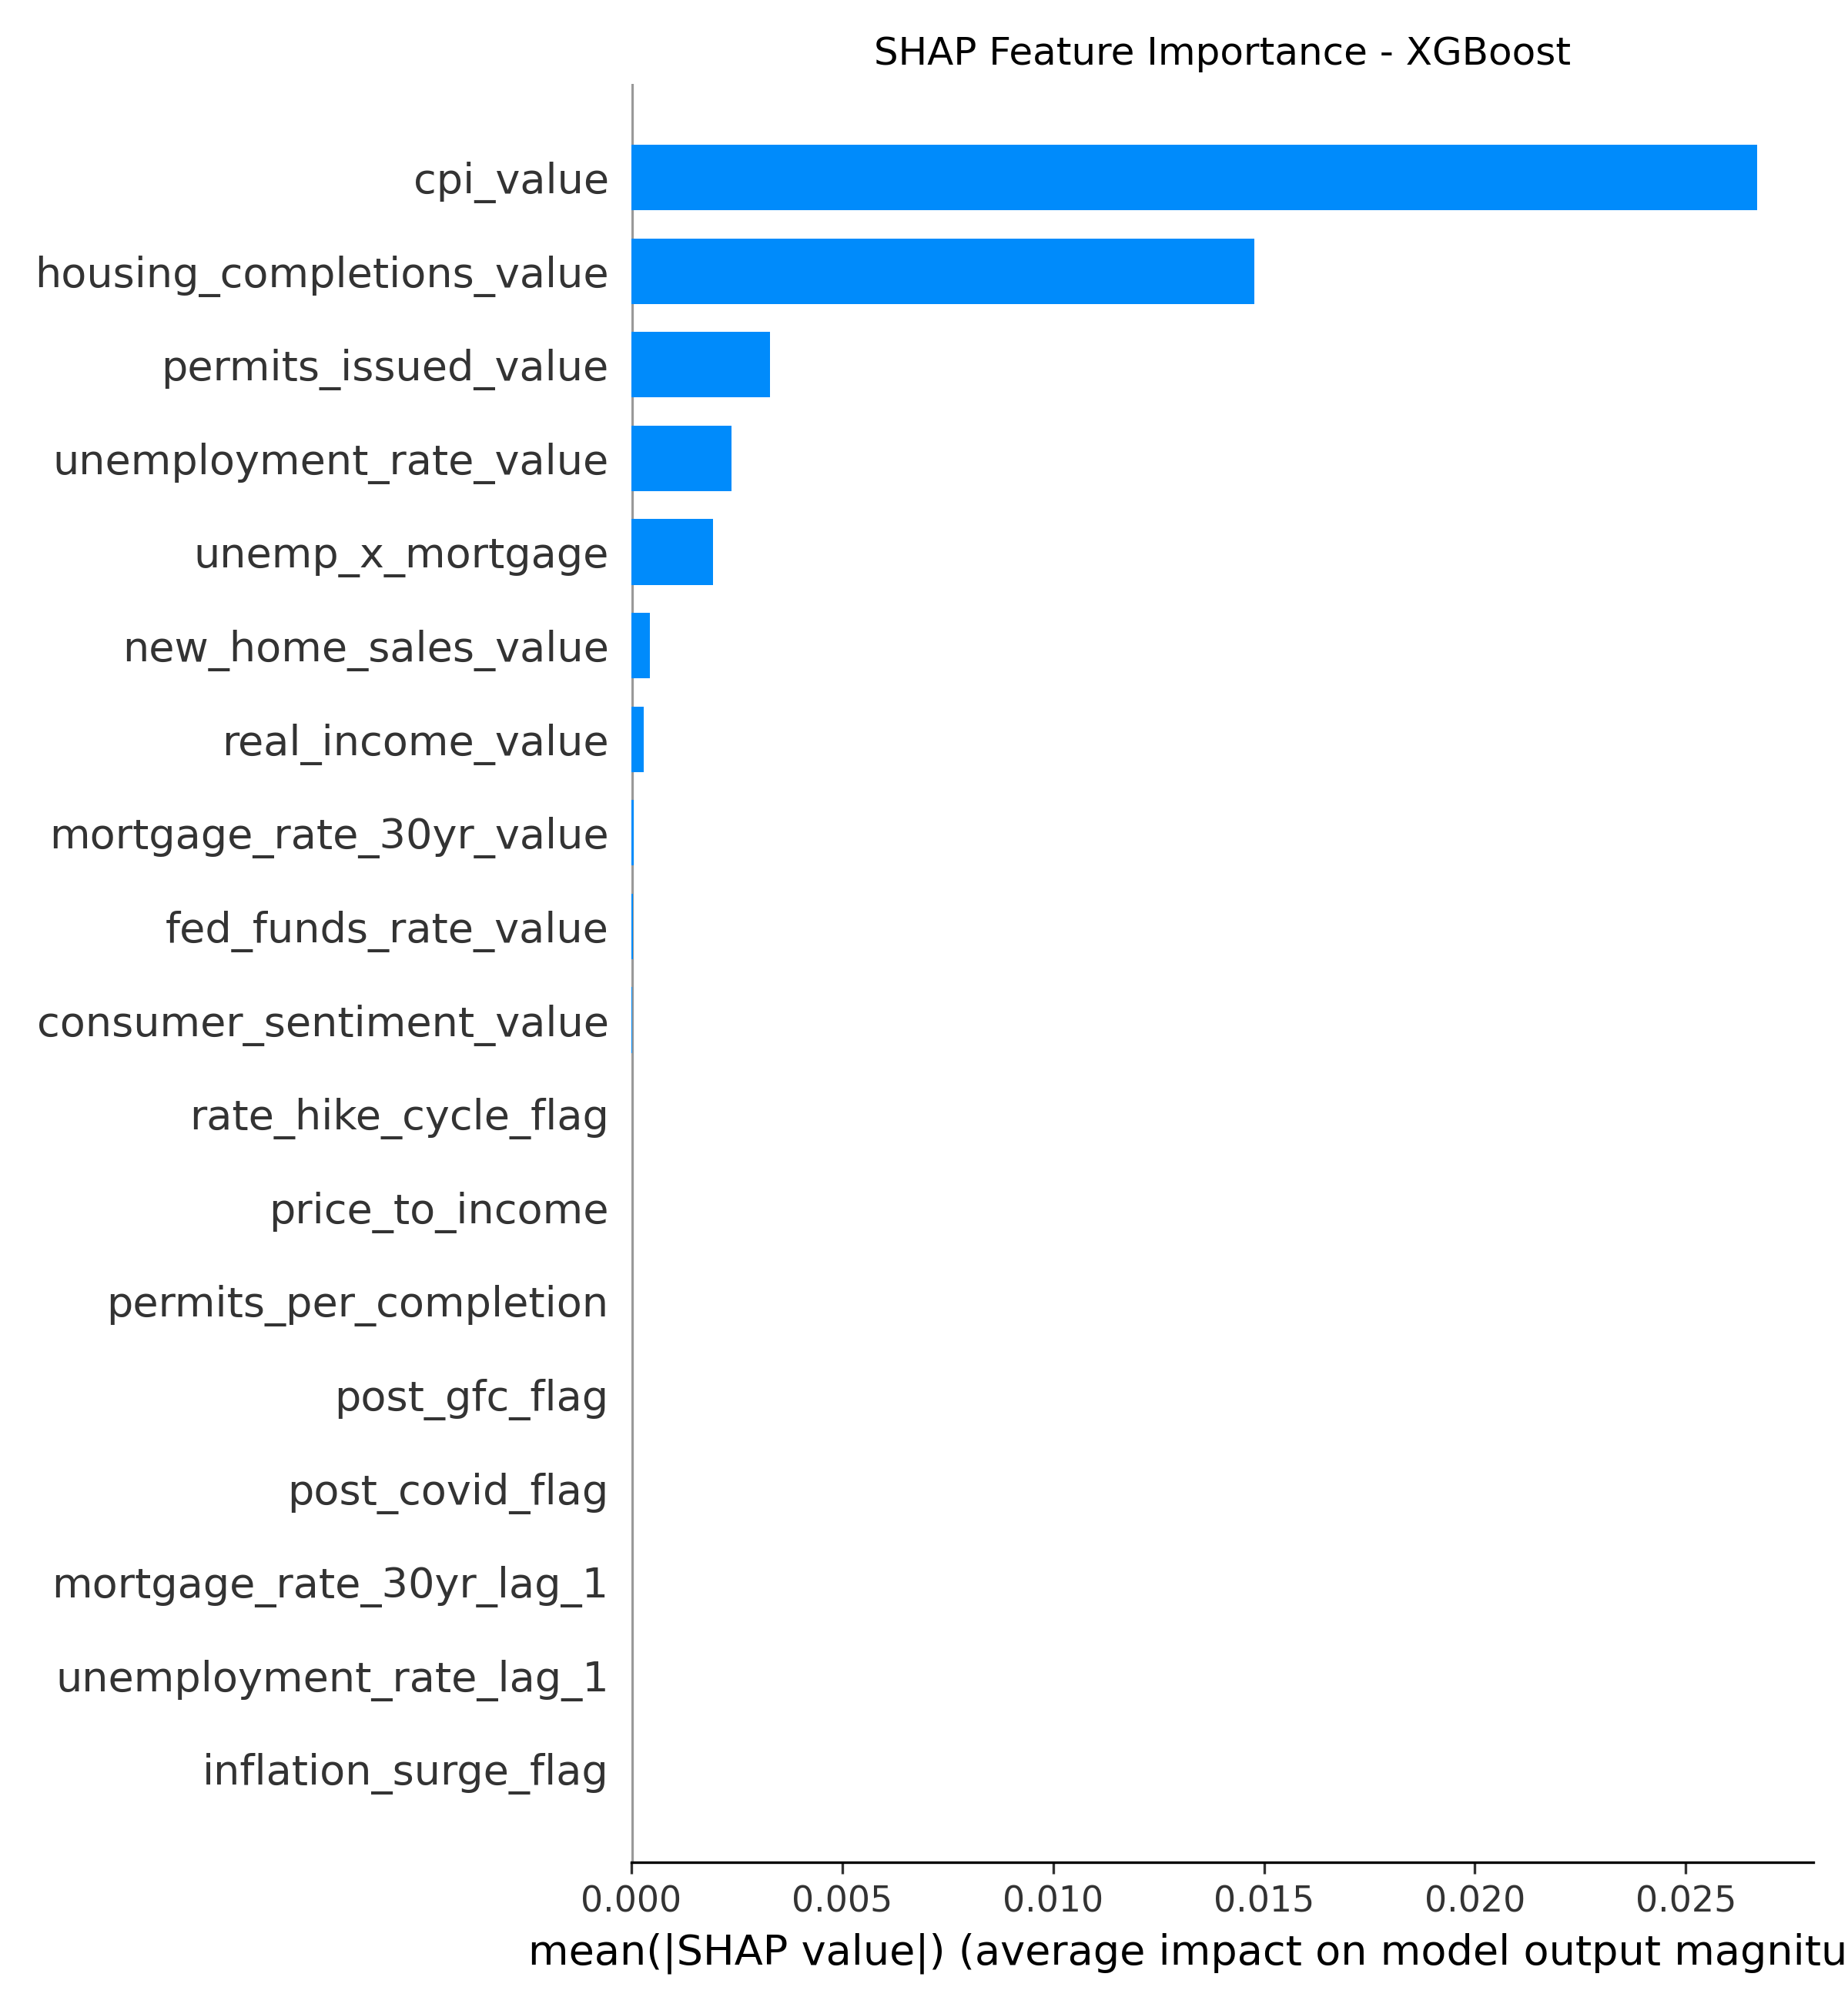 SHAP Feature Importance - XGBoost
cpi_value
housing_completions_value
permits_issued_value
unemployment_rate_value
unemp_x_mortgage
new_home_sales_value
real_income_value
mortgage_rate_30yr_value
fed_funds_rate_value
consumer_sentiment_value
rate_hike_cycle_flag
price_to_income
permits_per_completion
post_gfc_flag
post_covid_flag
mortgage_rate_30yr_lag_1
unemployment_rate_lag_1
inflation_surge_flag
0.000 0.005 0.010 0.015 0.020 0.025
mean(|SHAP value|) (average impact on model output magnitu